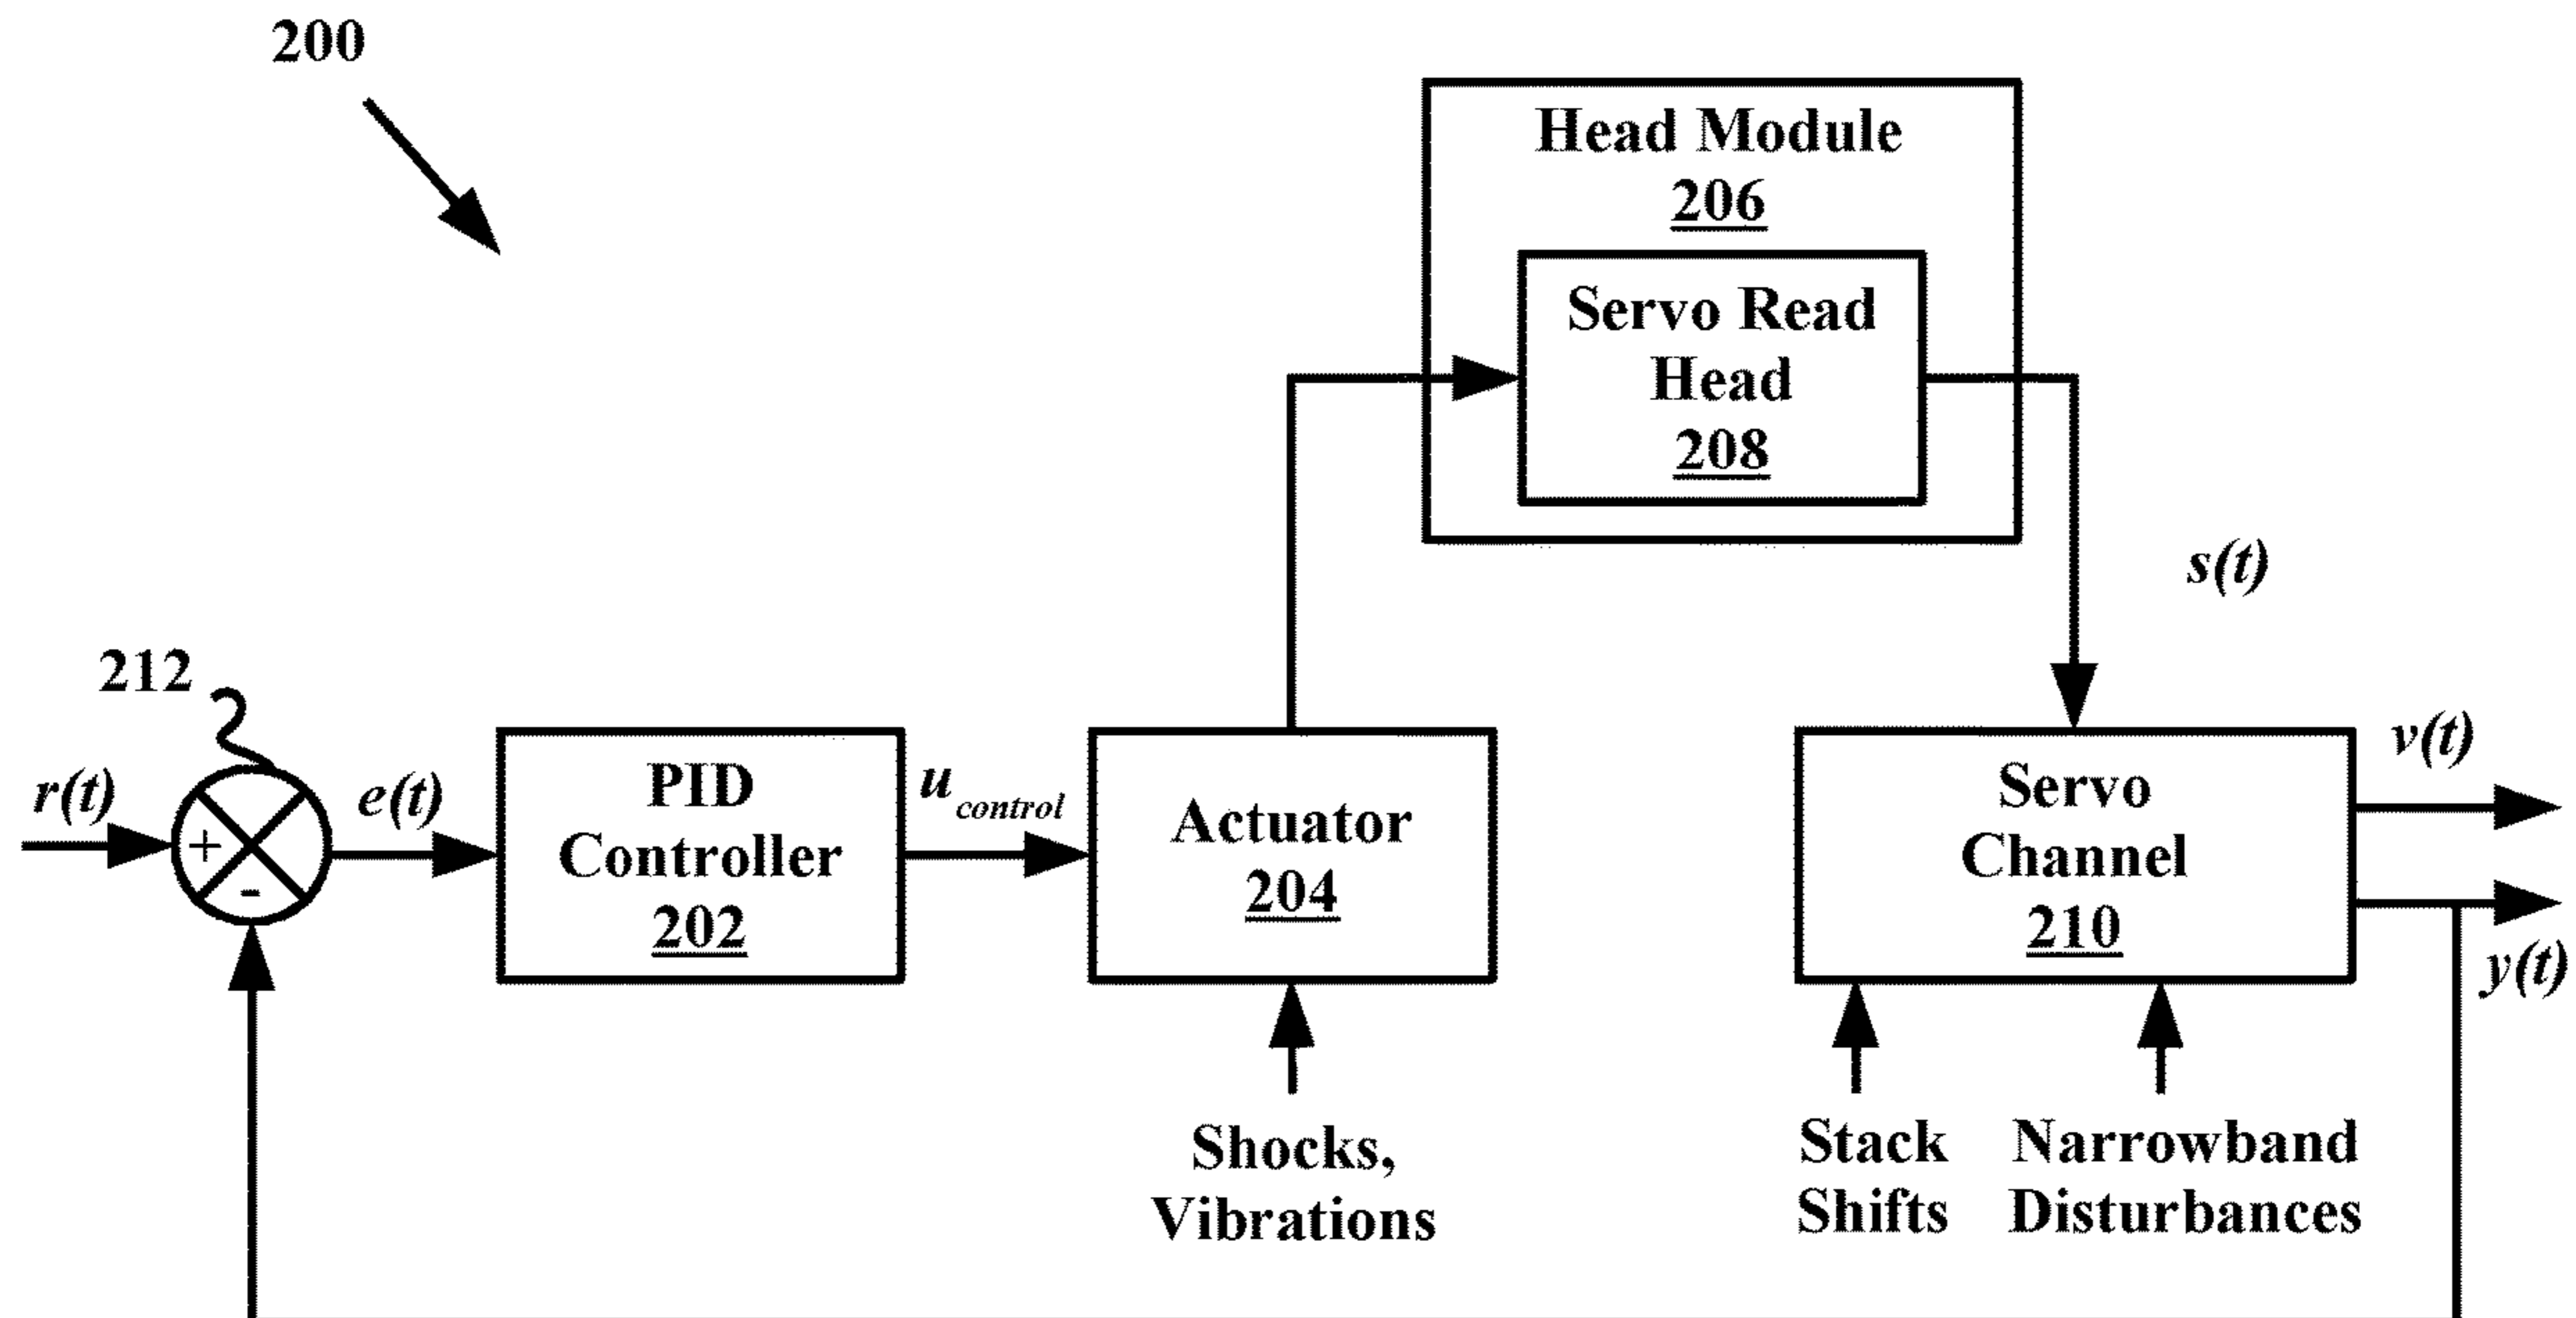 200
Head Module
206
Servo Read
Head
208
s(t)
212
r(t)
+
-
e(t)
PID
Controller
202
u control
Actuator
204
Servo
Channel
210
v(t)
y(t)
Shocks,
Vibrations
Stack
Shifts
Narrowband
Disturbances